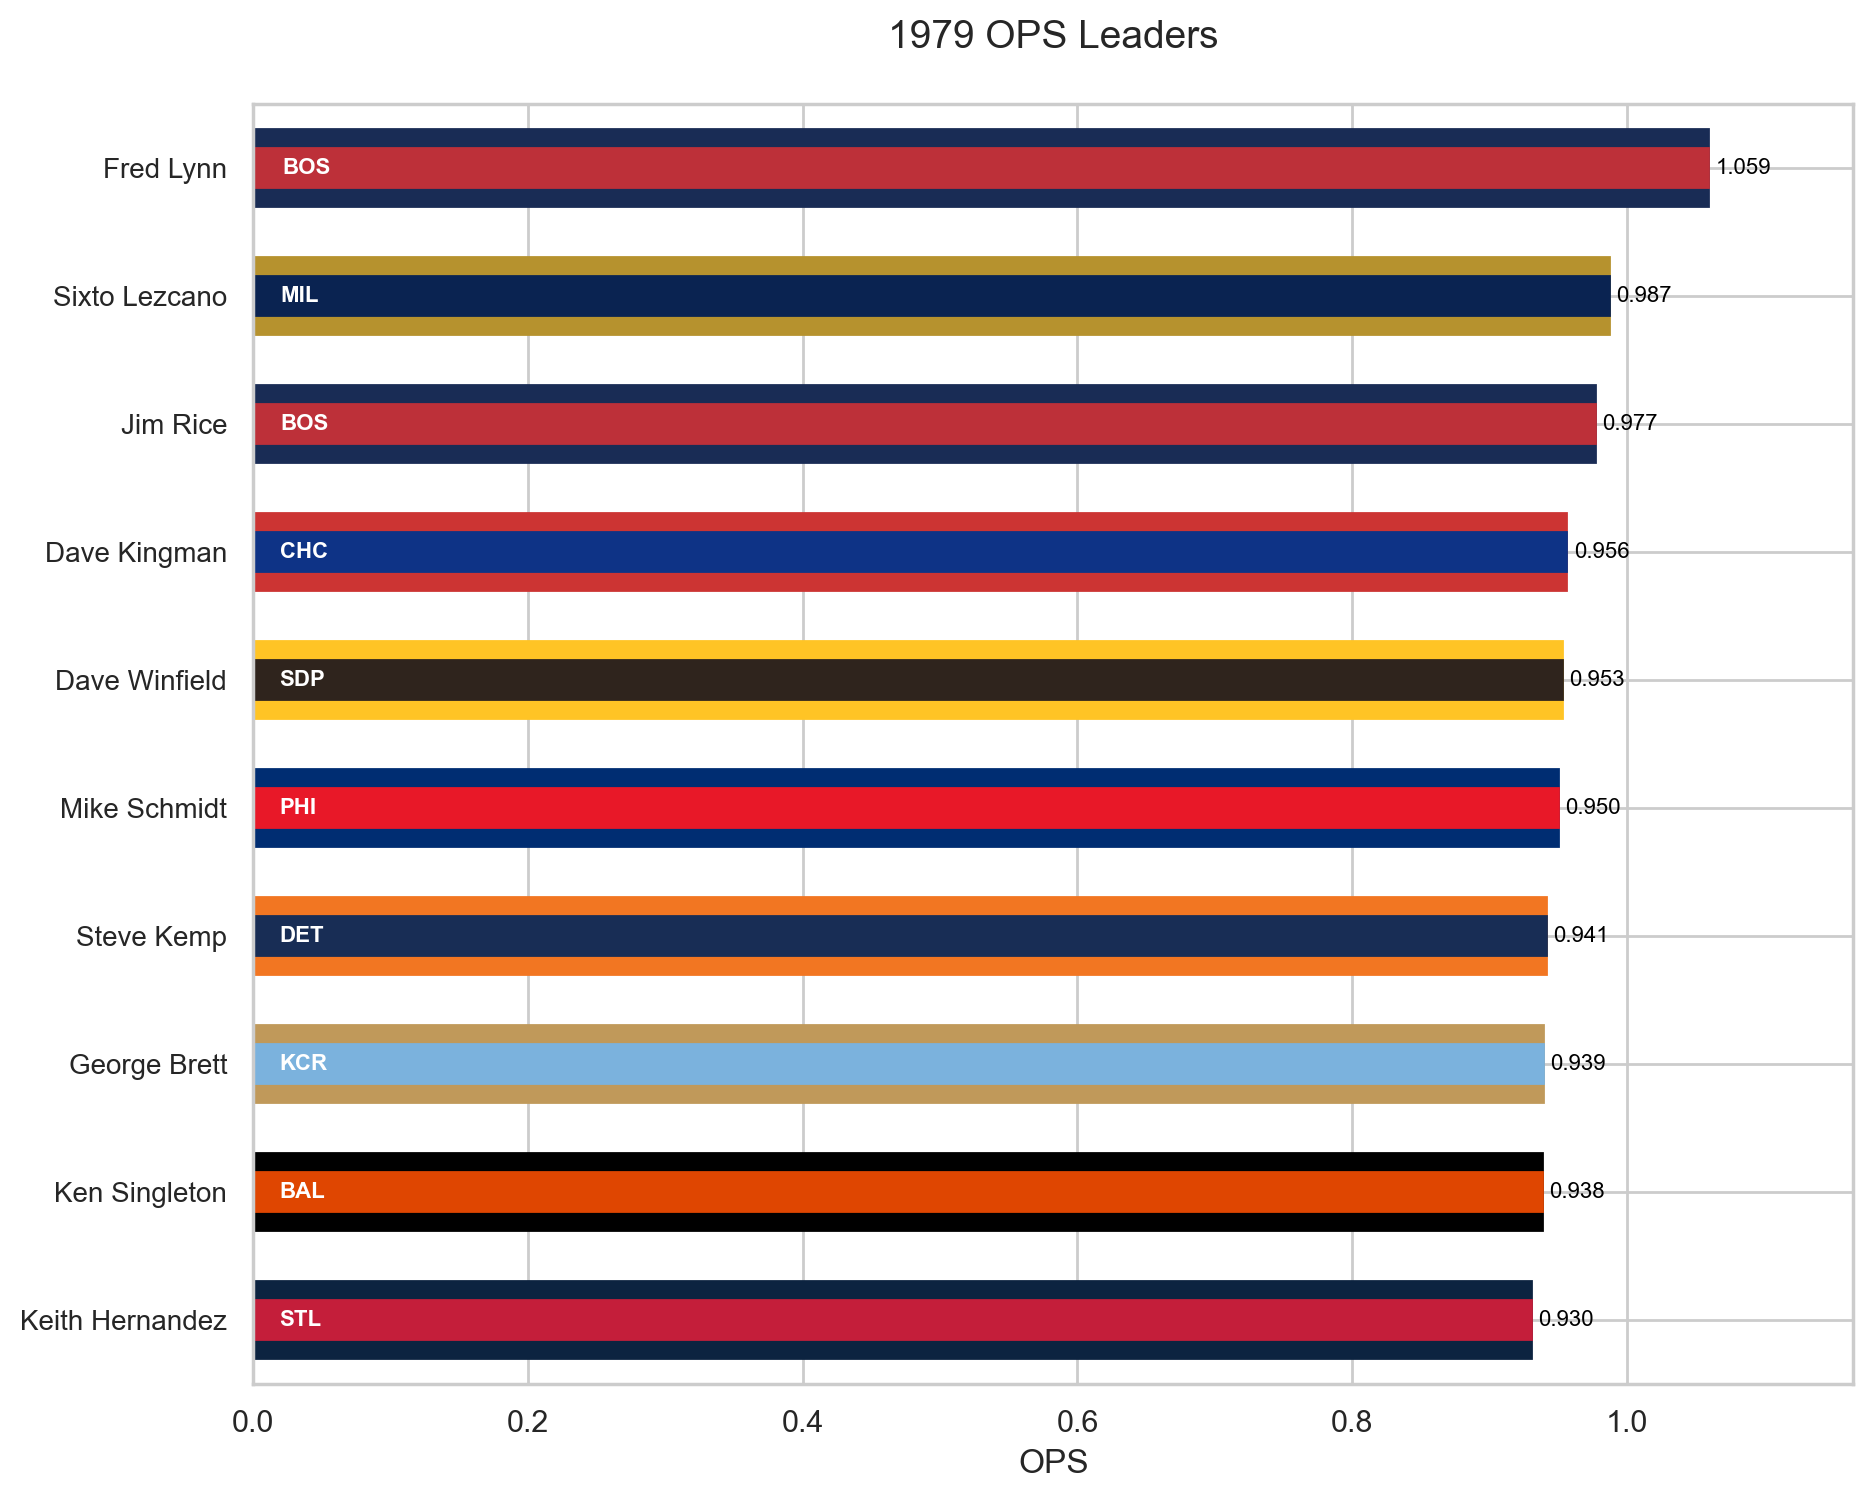 1979 OPS Leaders
Fred Lynn BOS 1.059
Sixto Lezcano MIL 0.987
Jim Rice BOS 0.977
Dave Kingman CHC 0.956
Dave Winfield SDP 0.953
Mike Schmidt PHI 0.950
Steve Kemp DET 0.941
George Brett KCR 0.939
Ken Singleton BAL 0.938
Keith Hernandez STL 0.930
0.0 0.2 0.4 0.6 0.8 1.0
OPS